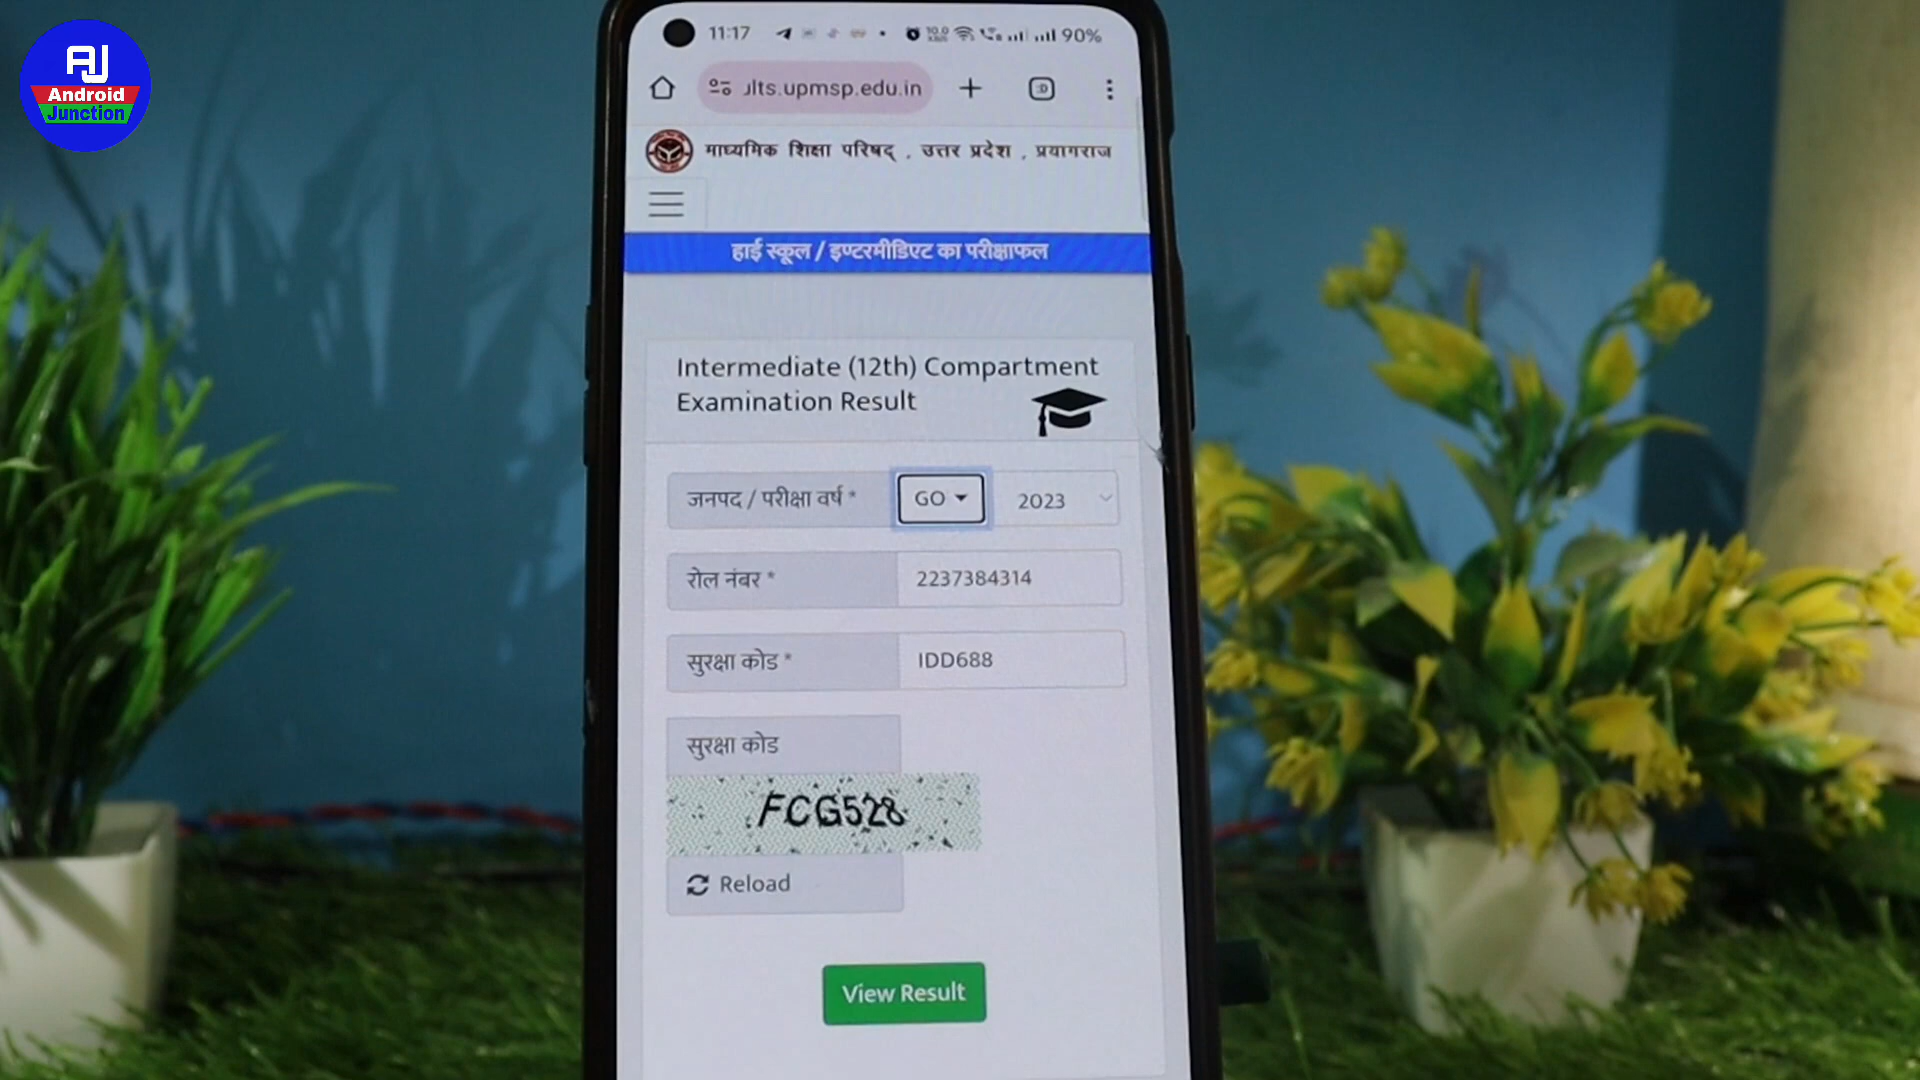 AJ
Android
Junction
11:17
10.0
90%
ults.upmsp.edu.in
माध्यमिक शिक्षा परिषद् , उत्तर प्रदेश , प्रयागराज
हाई स्कूल / इण्टरमीडिएट का परीक्षाफल
Intermediate (12th) Compartment
Examination Result
जनपद / परीक्षा वर्ष * GO 2023
रोल नंबर * 2237384314
सुरक्षा कोड * IDD688
सुरक्षा कोड
FCG528
Reload
View Result